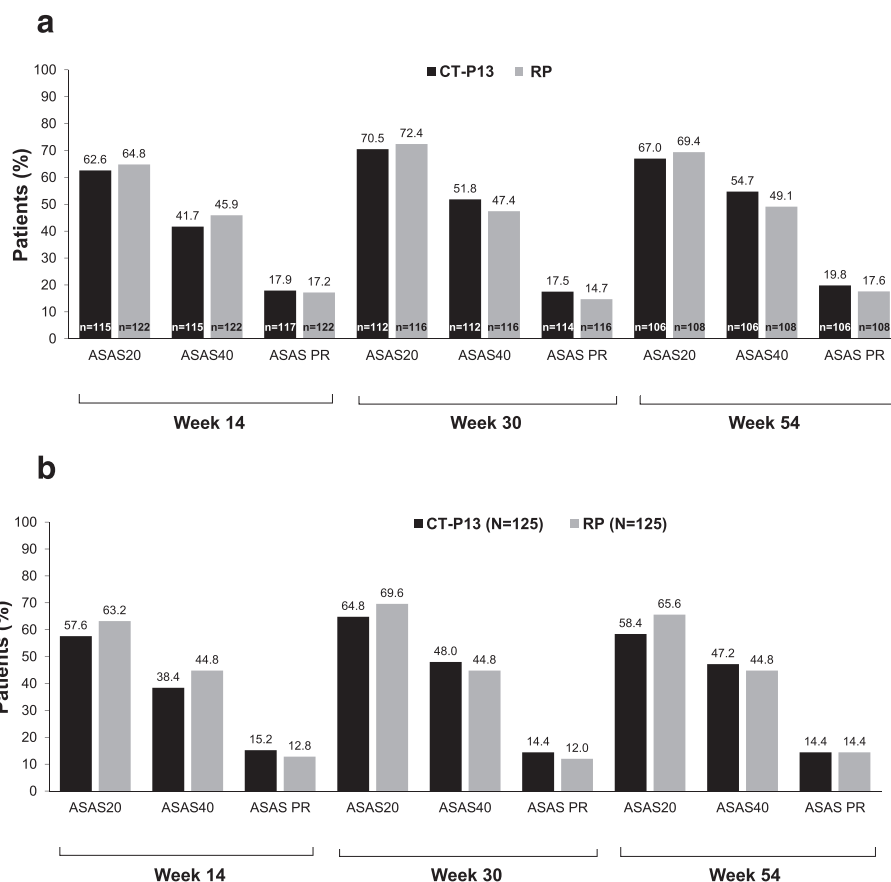 a
CT-P13 RP
Patients (%)
100
90
80
70
60
50
40
30
20
10
0
62.6 64.8 41.7 45.9 17.9 17.2 70.5 72.4 51.8 47.4 17.5 14.7 67.0 69.4 54.7 49.1 19.8 17.6
n=115 n=122 n=115 n=122 n=117 n=122 n=112 n=116 n=112 n=116 n=114 n=116 n=106 n=108 n=106 n=108 n=106 n=108
ASAS20 ASAS40 ASAS PR ASAS20 ASAS40 ASAS PR ASAS20 ASAS40 ASAS PR
Week 14 Week 30 Week 54
b
CT-P13 (N=125) RP (N=125)
Patients (%)
100
90
80
70
60
50
40
30
20
10
0
57.6 63.2 38.4 44.8 15.2 12.8 64.8 69.6 48.0 44.8 14.4 12.0 58.4 65.6 47.2 44.8 14.4 14.4
ASAS20 ASAS40 ASAS PR ASAS20 ASAS40 ASAS PR ASAS20 ASAS40 ASAS PR
Week 14 Week 30 Week 54